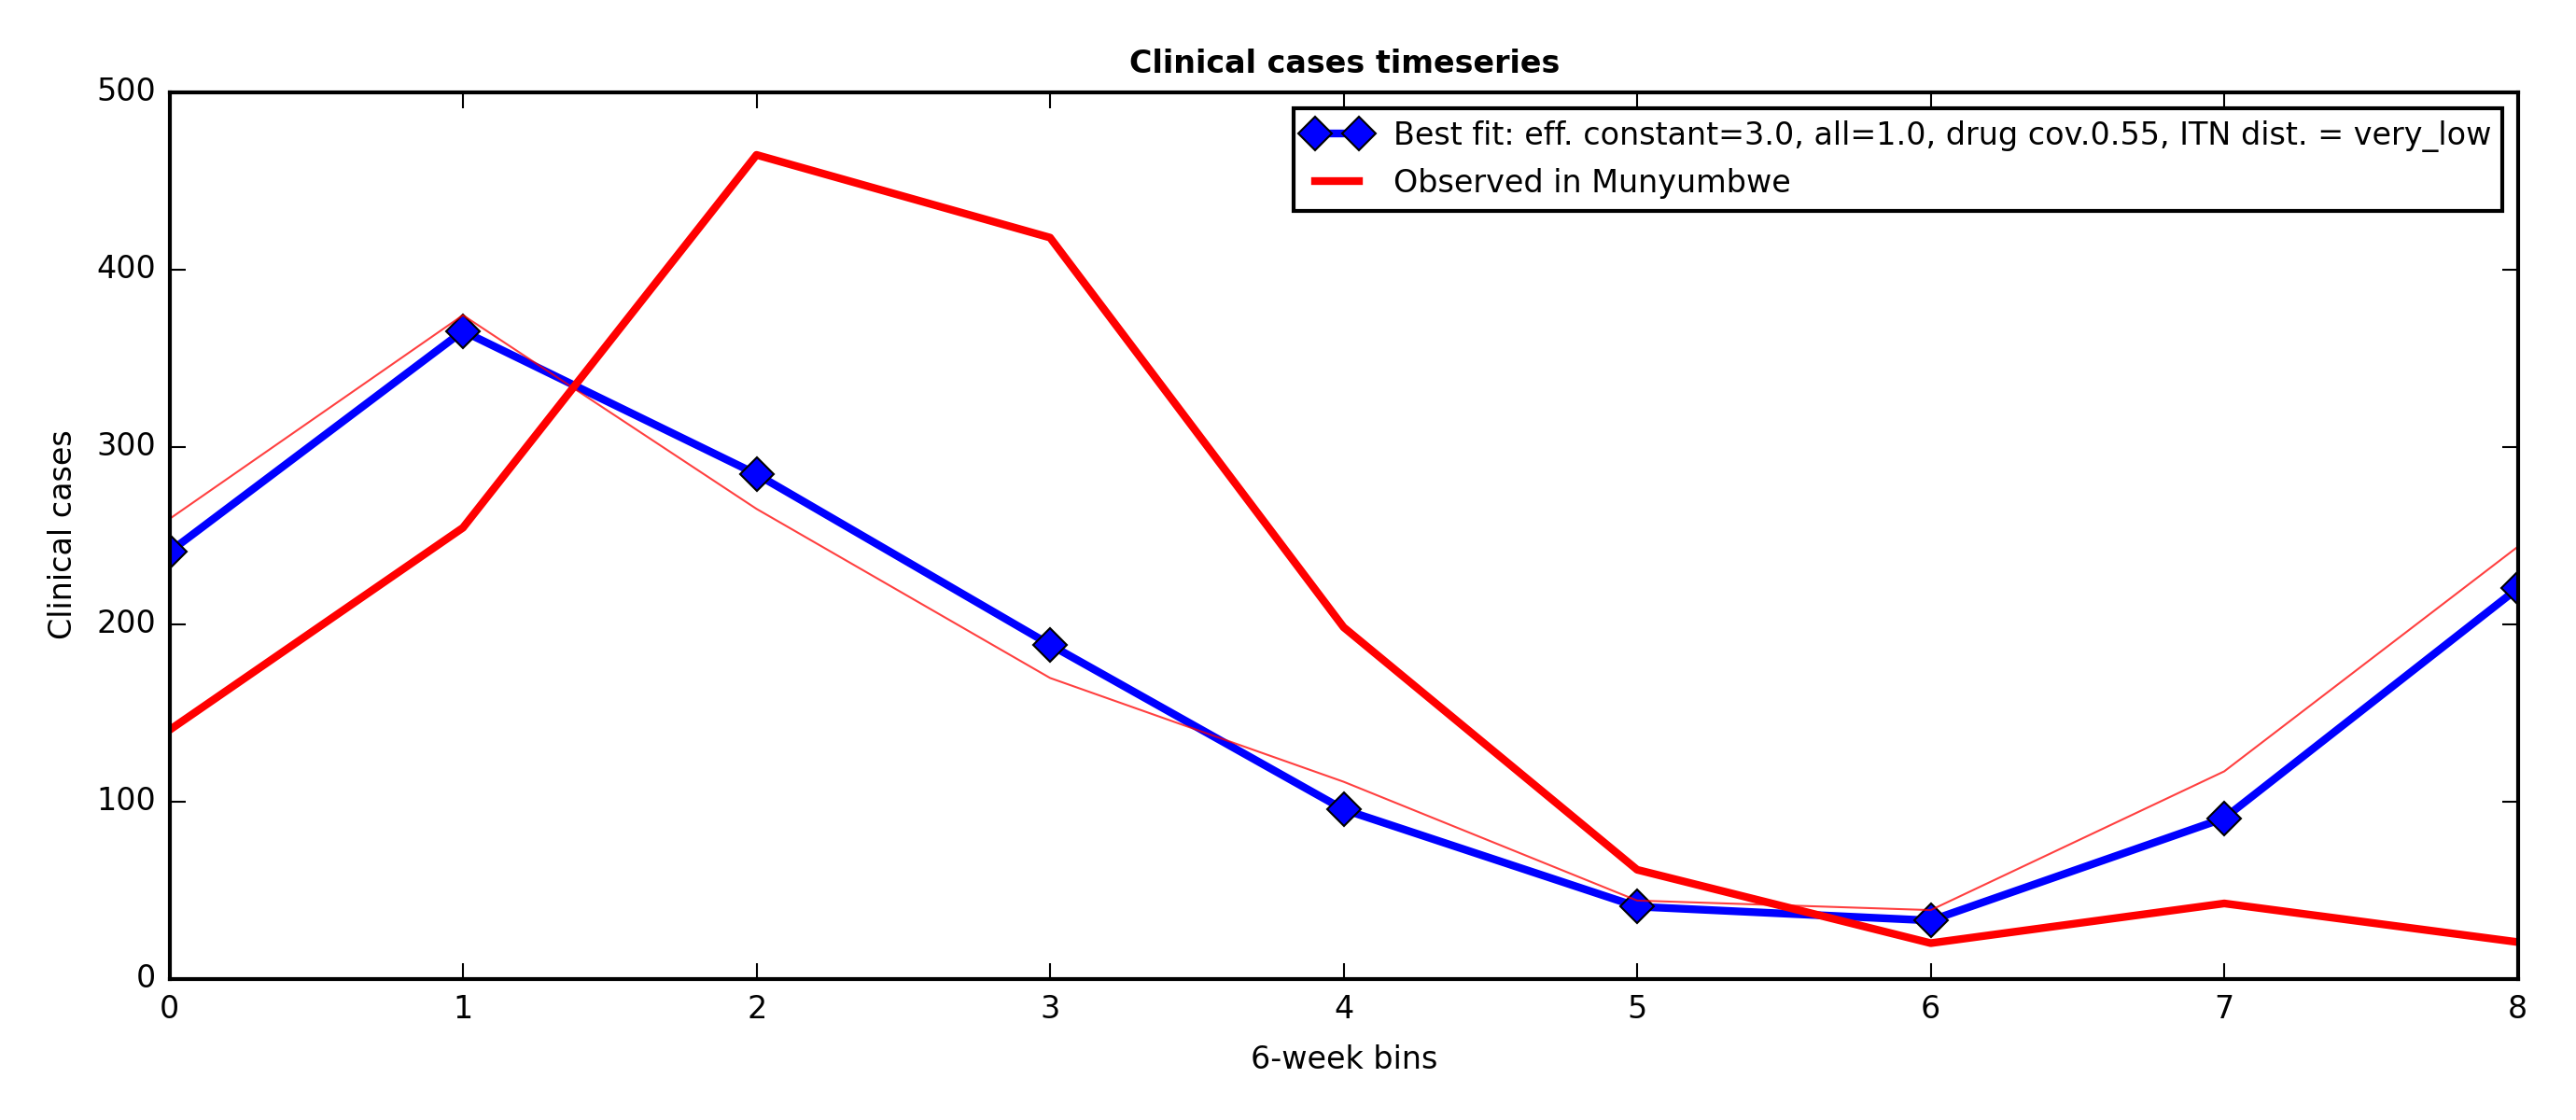 Clinical cases timeseries
500
400
300
200
100
0
Clinical cases
Best fit: eff. constant=3.0, all=1.0, drug cov.0.55, ITN dist. = very_low
Observed in Munyumbwe
0 1 2 3 4 5 6 7 8
6-week bins